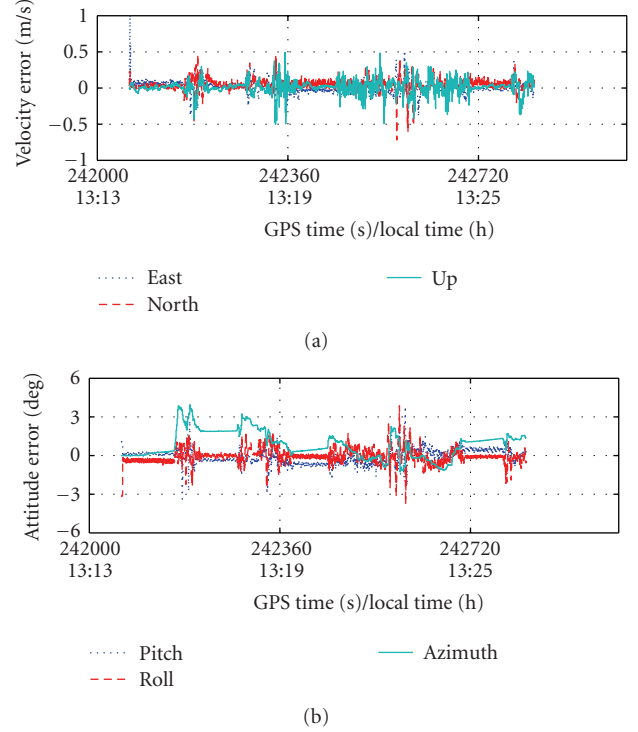 Velocity error (m/s)
1
0.5
0
−0.5
−1
242000 242360 242720
13:13 13:19 13:25
GPS time (s)/local time (h)
East Up
North
(a)
Attitude error (deg)
6
3
0
−3
−6
242000 242360 242720
13:13 13:19 13:25
GPS time (s)/local time (h)
Pitch Azimuth
Roll
(b)